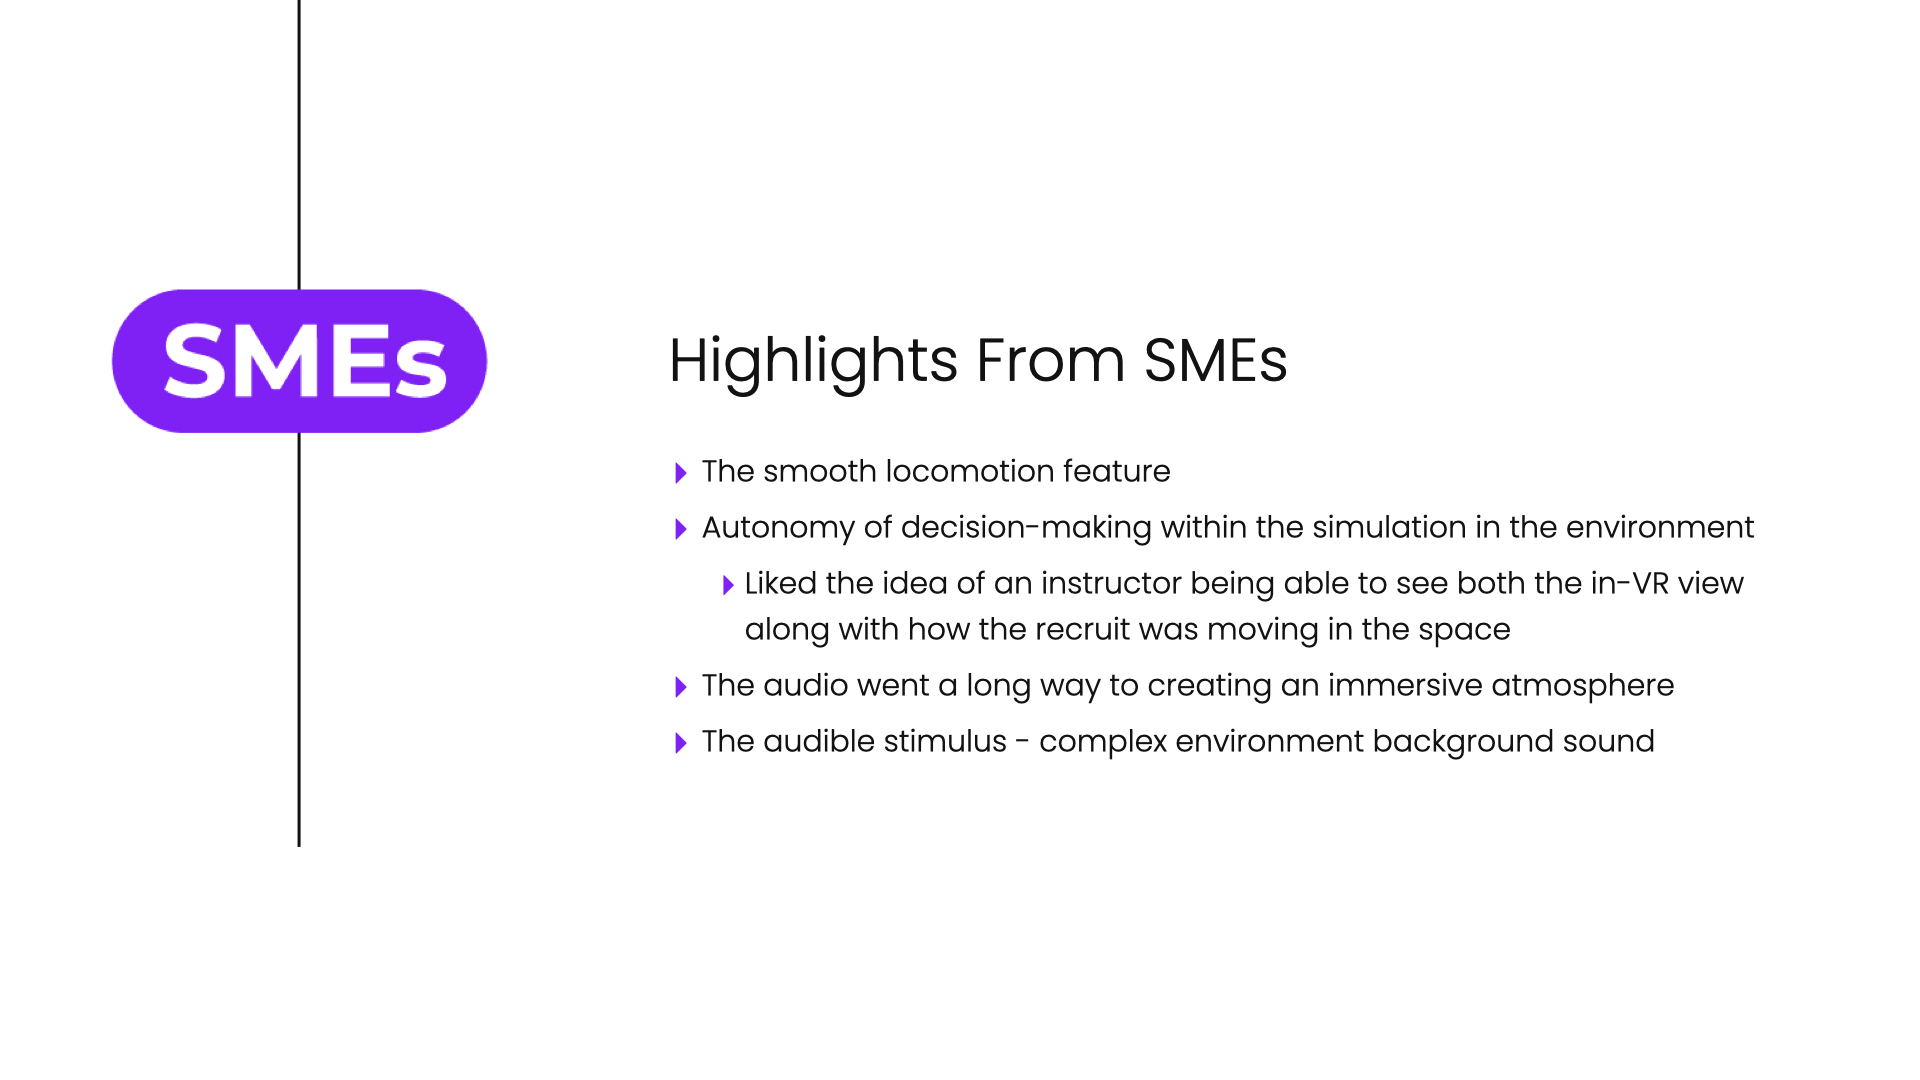 SMEs
Highlights From SMEs
The smooth locomotion feature
Autonomy of decision-making within the simulation in the environment
Liked the idea of an instructor being able to see both the in-VR view
along with how the recruit was moving in the space
The audio went a long way to creating an immersive atmosphere
The audible stimulus - complex environment background sound